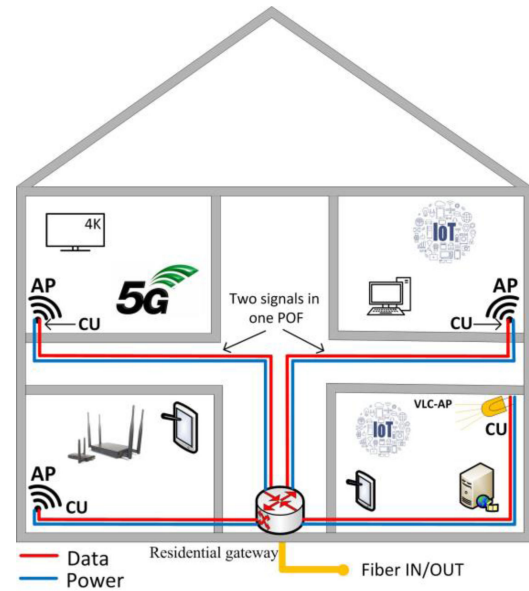 4K
AP
5G
CU
IoT
AP
CU
Two signals in
one POF
AP
CU
IoT
VLC-AP
CU
Data
Power
Residential gateway
Fiber IN/OUT